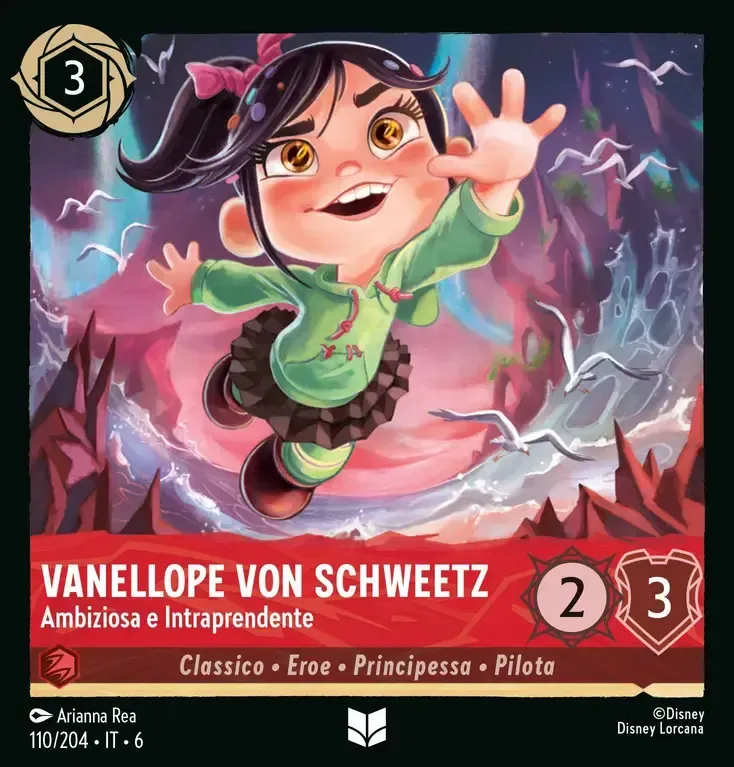 3
VANELLOPE VON SCHWEETZ
Ambiziosa e Intraprendente
2
3
Classico • Eroe • Principessa • Pilota
Arianna Rea
110/204 • IT • 6
©Disney
Disney Lorcana